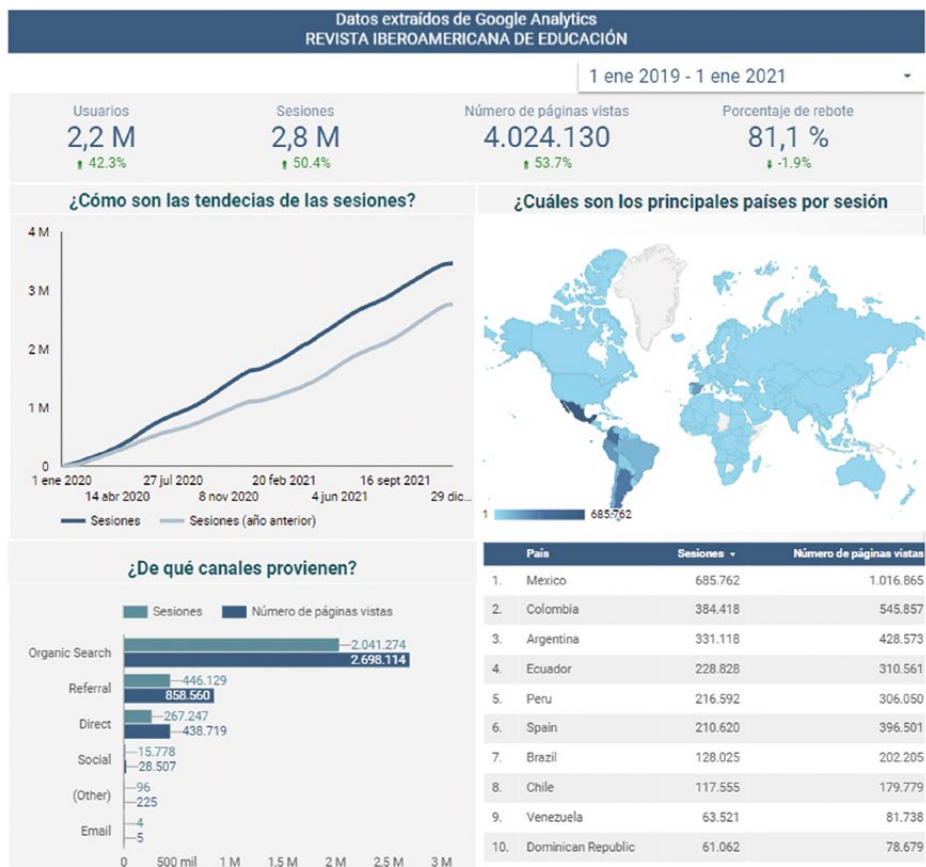 Datos extraídos de Google Analytics
REVISTA IBEROAMERICANA DE EDUCACIÓN
1 ene 2019 - 1 ene 2021
Usuarios
2,2 M
42.3%
Sesiones
2,8 M
50.4%
Número de páginas vistas
4.024.130
53.7%
Porcentaje de rebote
81,1 %
-1.9%
¿Cómo son las tendecias de las sesiones?
4 M
3 M
2 M
1 M
0
1 ene 2020 27 jul 2020 20 feb 2021 16 sept 2021
14 abr 2020 8 nov 2020 4 jun 2021 29 dic...
Sesiones Sesiones (año anterior)
¿Cuáles son los principales países por sesión
1 685.762
¿De qué canales provienen?
Sesiones Número de páginas vistas
Organic Search 2.041.274
2.698.114
Referral 446.129
858.560
Direct 267.247
438.719
Social 15.778
28.507
(Other) 96
225
Email 4
5
0 500 mil 1 M 1,5 M 2 M 2,5 M 3 M
País Sesiones Número de páginas vistas
1. Mexico 685.762 1.016.865
2. Colombia 384.418 545.857
3. Argentina 331.118 428.573
4. Ecuador 228.828 310.561
5. Peru 216.592 306.050
6. Spain 210.620 396.501
7. Brazil 128.025 202.205
8. Chile 117.555 179.779
9. Venezuela 63.521 81.738
10. Dominican Republic 61.062 78.679